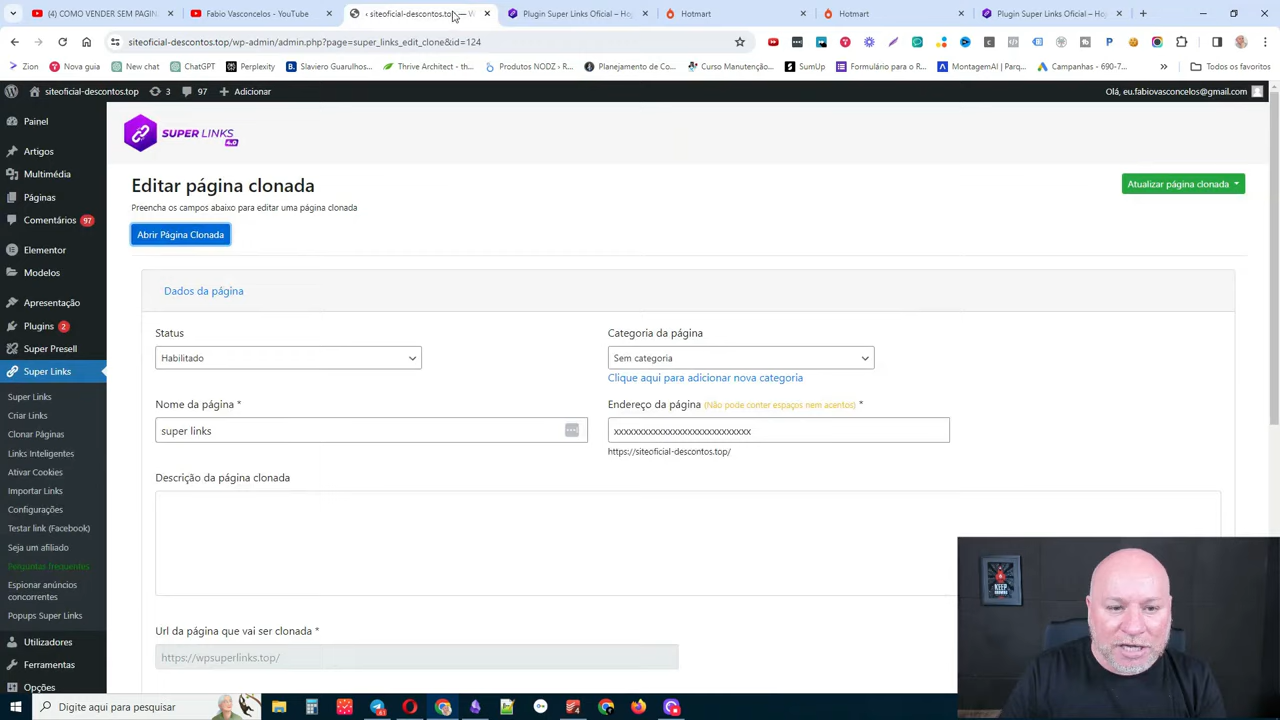 (4) COMO VENDER SEM PAGIN
Fabio Vasconcelos - YouTube
‹ siteoficial-descontos.top —
Plugin Super Links Oficial – Hoj
Hotmart
Hotmart
Plugin Super Links Oficial – Ho
siteoficial-descontos.top/wp-admin/admin.php?page=super_links_edit_clone&id=124
Zion
Nova guia
New chat
ChatGPT
Perplexity
Slaviero Guarulhos...
Thrive Architect - th...
Produtos NODZ › R...
Planejamento de Co...
Curso Manutenção...
SumUp
Formulário para o R...
MontagemAI | Parq...
Campanhas - 690-7...
Todos os favoritos
siteoficial-descontos.top
3
97
Adicionar
Olá, eu.fabiovasconcelos@gmail.com
Painel
Artigos
Multimédia
Páginas
Comentários 97
Elementor
Modelos
Apresentação
Plugins 2
Super Presell
Super Links
Super Links
Criar Links
Clonar Páginas
Links Inteligentes
Ativar Cookies
Importar Links
Configurações
Testar link (Facebook)
Seja um afiliado
Perguntas frequentes
Espionar anúncios
concorrentes
Popups Super Links
Utilizadores
Ferramentas
Opções
SUPER LINKS
4.0
Editar página clonada
Atualizar página clonada
Preencha os campos abaixo para editar uma página clonada
Abrir Página Clonada
Dados da página
Status
Categoria da página
Habilitado
Sem categoria
Clique aqui para adicionar nova categoria
Nome da página *
Endereço da página (Não pode conter espaços nem acentos) *
super links
xxxxxxxxxxxxxxxxxxxxxxxxxxx
https://siteoficial-descontos.top/
Descrição da página clonada
Url da página que vai ser clonada *
https://wpsuperlinks.top/
KEEP
Digite aqui para pesquisar